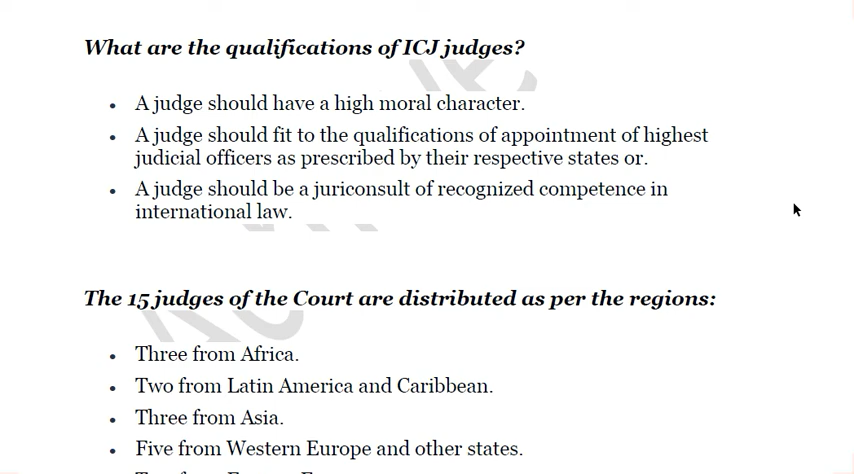 What are the qualifications of ICJ judges?
• A judge should have a high moral character.
• A judge should fit to the qualifications of appointment of highest
judicial officers as prescribed by their respective states or.
• A judge should be a juriconsult of recognized competence in
international law.
The 15 judges of the Court are distributed as per the regions:
• Three from Africa.
• Two from Latin America and Caribbean.
• Three from Asia.
• Five from Western Europe and other states.